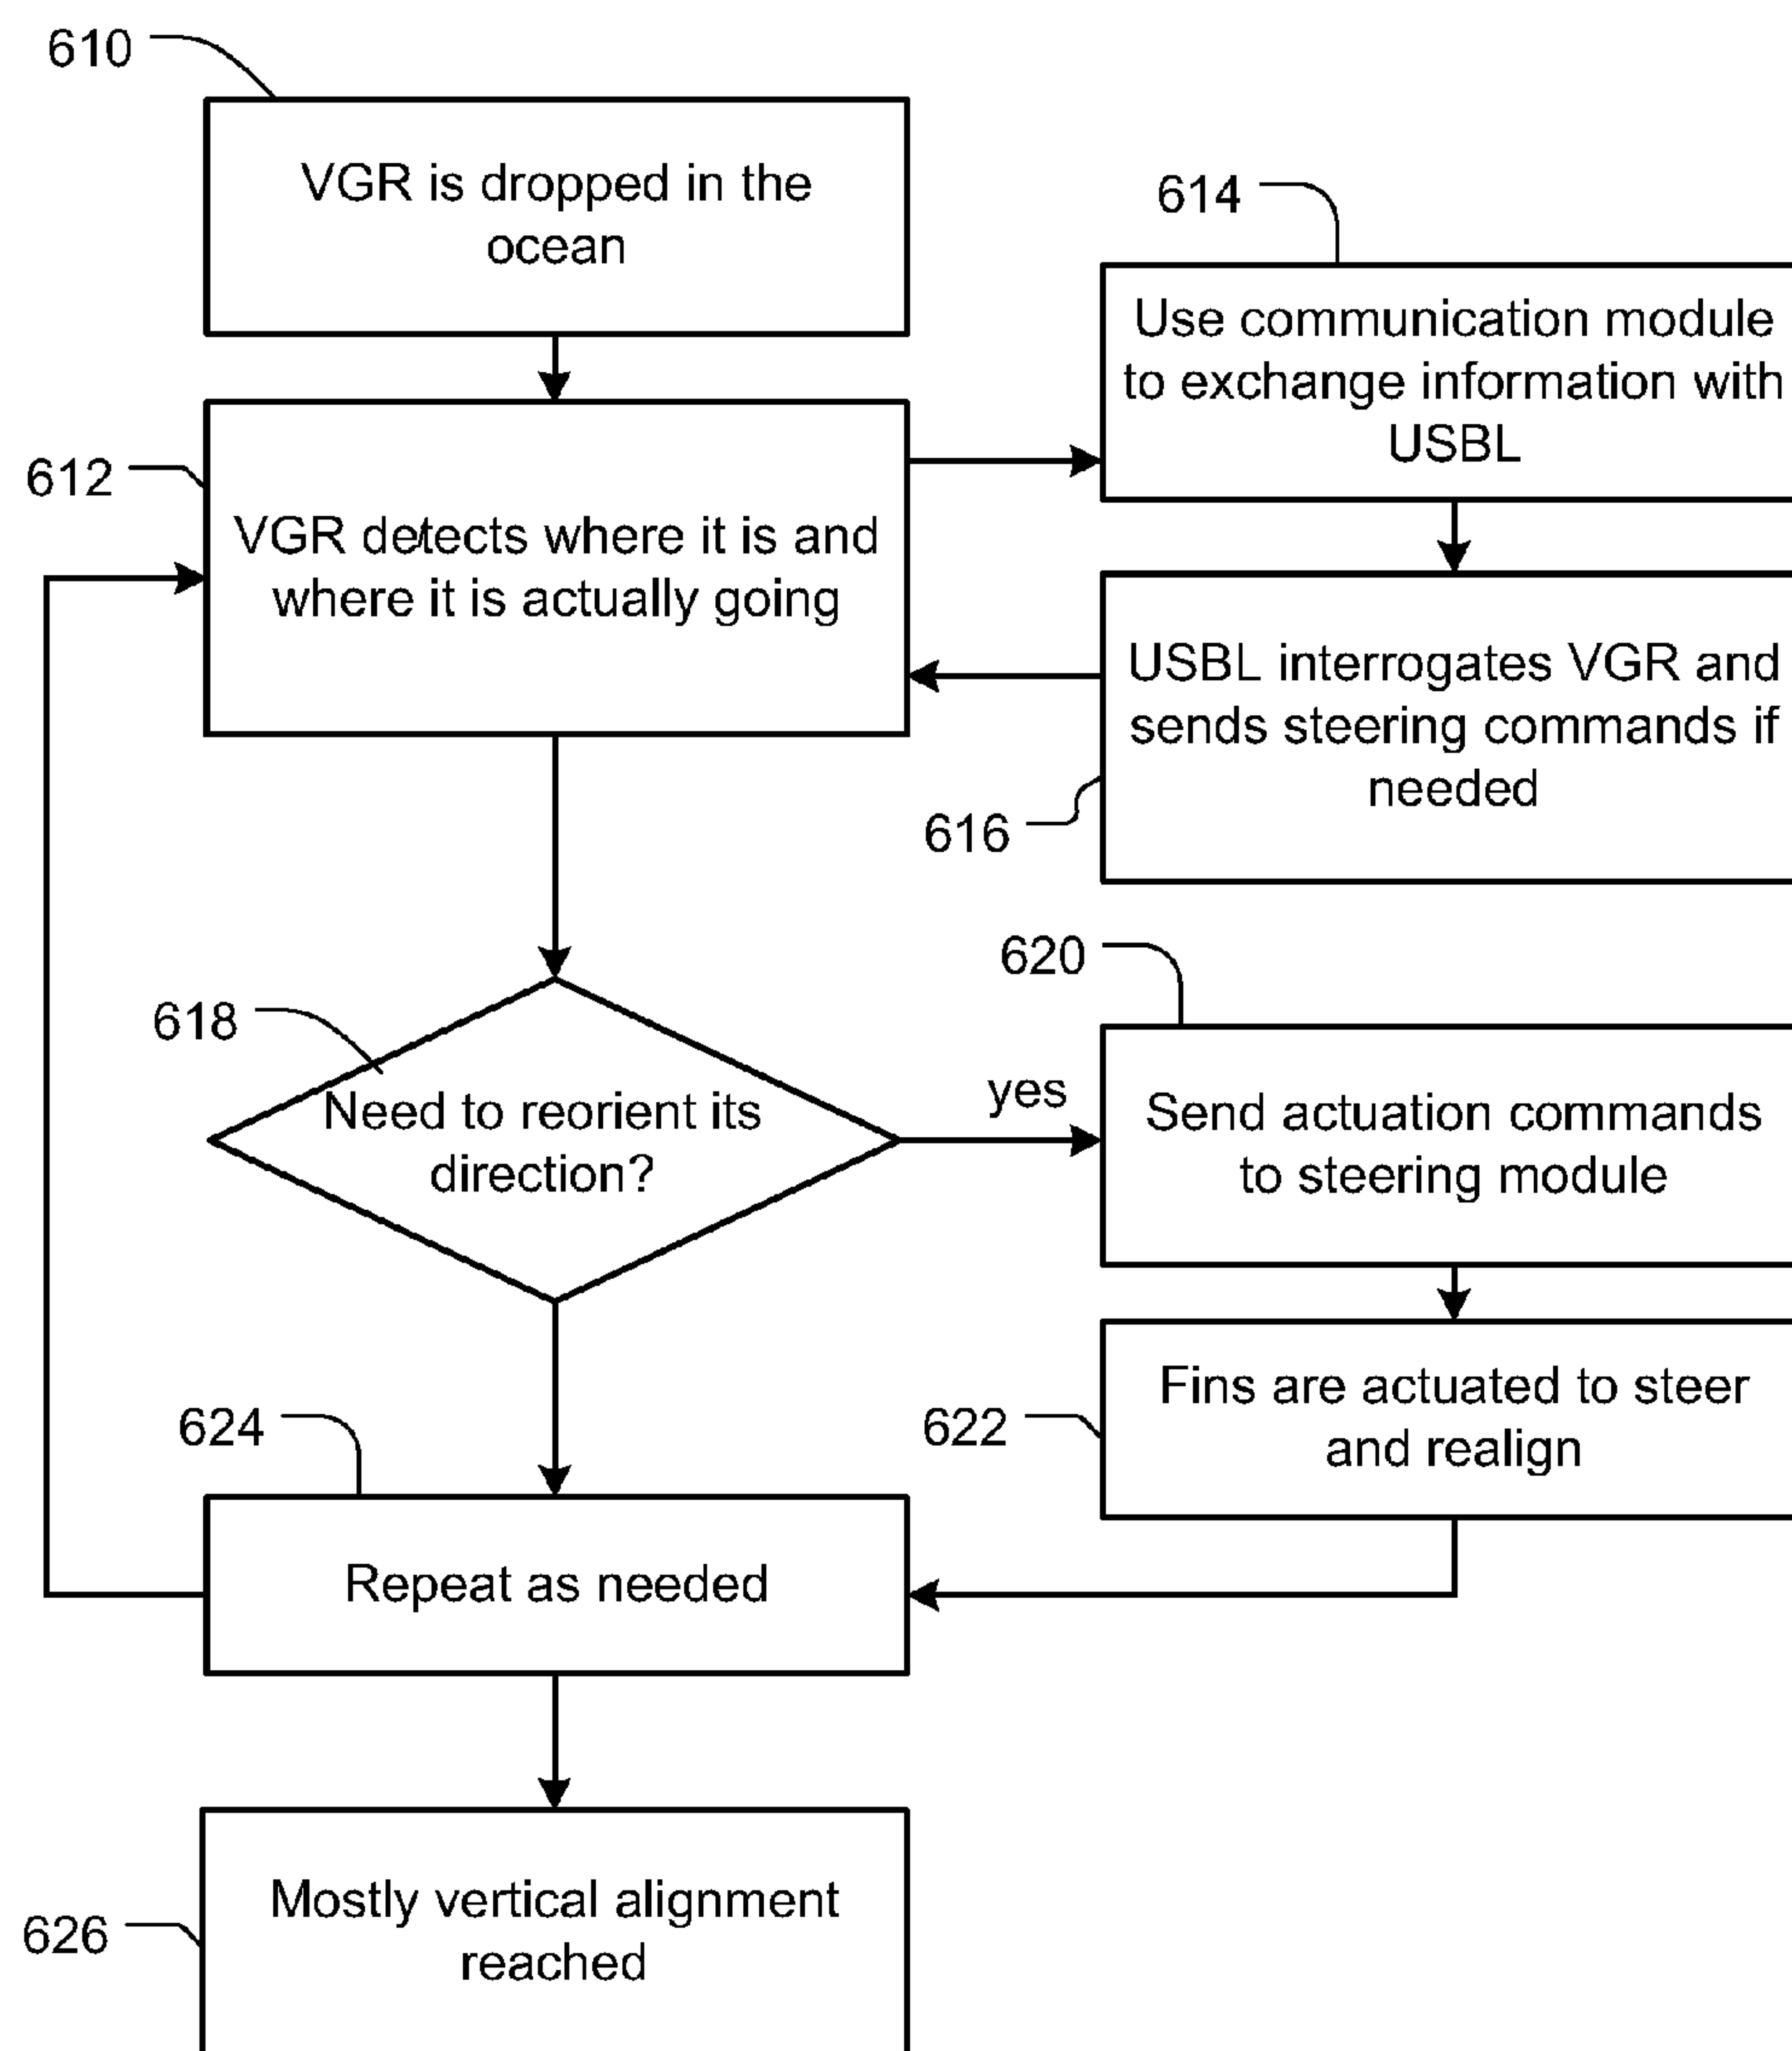 610
VGR is dropped in the
ocean
614
Use communication module
to exchange information with
USBL
612
VGR detects where it is and
where it is actually going
USBL interrogates VGR and
sends steering commands if
needed
616
618
Need to reorient its
direction?
yes
620
Send actuation commands
to steering module
622
Fins are actuated to steer
and realign
624
Repeat as needed
626
Mostly vertical alignment
reached